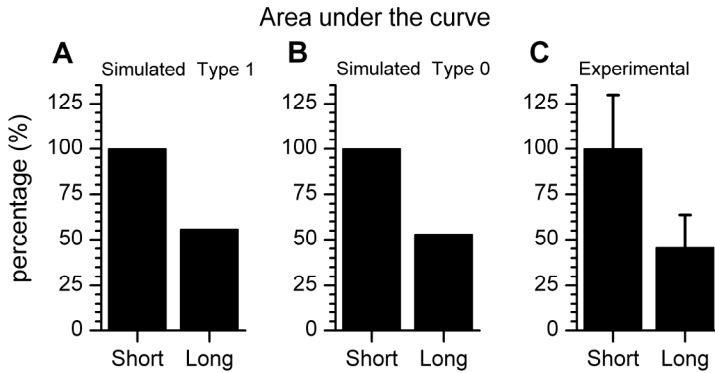 Area under the curve
A B C
Simulated Type 1 Simulated Type 0 Experimental
percentage (%)
125 125 125
100 100 100
75 75 75
50 50 50
25 25 25
0 0 0
Short Long Short Long Short Long